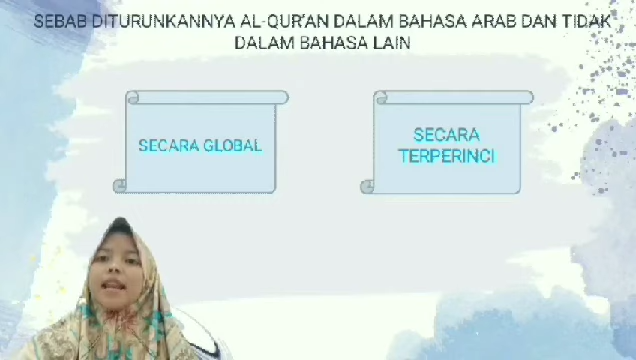 SEBAB DITURUNKANNYA AL-QUR'AN DALAM BAHASA ARAB DAN TIDAK
DALAM BAHASA LAIN
SECARA GLOBAL
SECARA
TERPERINCI